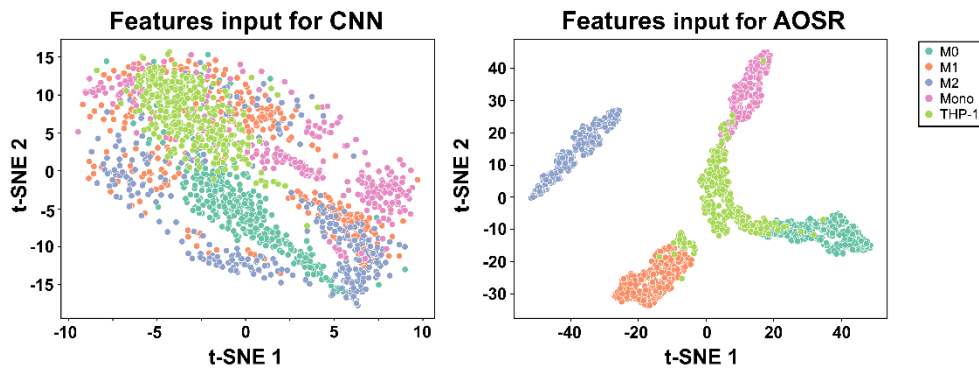 Features input for CNN
t-SNE 2
15
10
5
0
-5
-10
-15
-10
-5
0
5
10
t-SNE 1
Features input for AOSR
t-SNE 2
40
30
20
10
0
-10
-20
-30
-40
-20
0
20
40
t-SNE 1
M0
M1
M2
Mono
THP-1